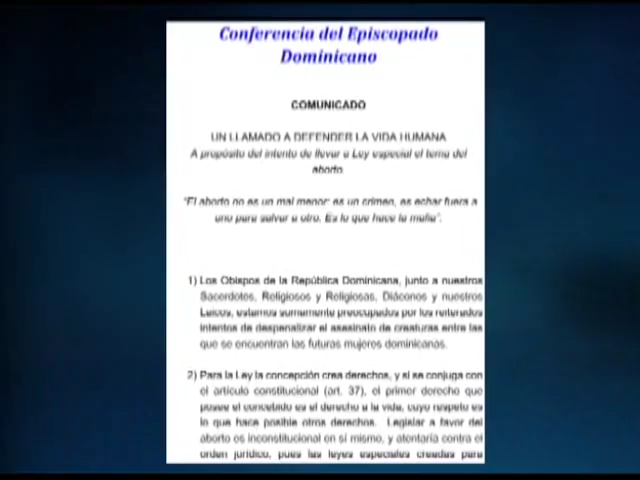 Conferencia del Episcopado
Dominicano
COMUNICADO
UN LLAMADO A DEFENDER LA VIDA HUMANA
A propósito del intento de llevar a Ley especial el tema del
aborto
"El aborto no es un mal menor: es un crimen, es echar fuera a
uno para salvar a otro. Es lo que hace la mafia".
1) Los Obispos de la República Dominicana, junto a nuestros
Sacerdotes, Religiosos y Religiosas, Diáconos y nuestros
Laicos, estamos sumamente preocupados por los reiterados
intentos de despenalizar el asesinato de creaturas entre las
que se encuentran las futuras mujeres dominicanas.
2) Para la Ley la concepción crea derechos, y si se conjuga con
el artículo constitucional (art. 37), el primer derecho que
posee el concebido es el derecho a la vida, cuyo respeto es
lo que hace posible otros derechos. Legislar a favor del
aborto es inconstitucional en sí mismo, y atentaría contra el
orden jurídico, pues las leyes especiales creadas para